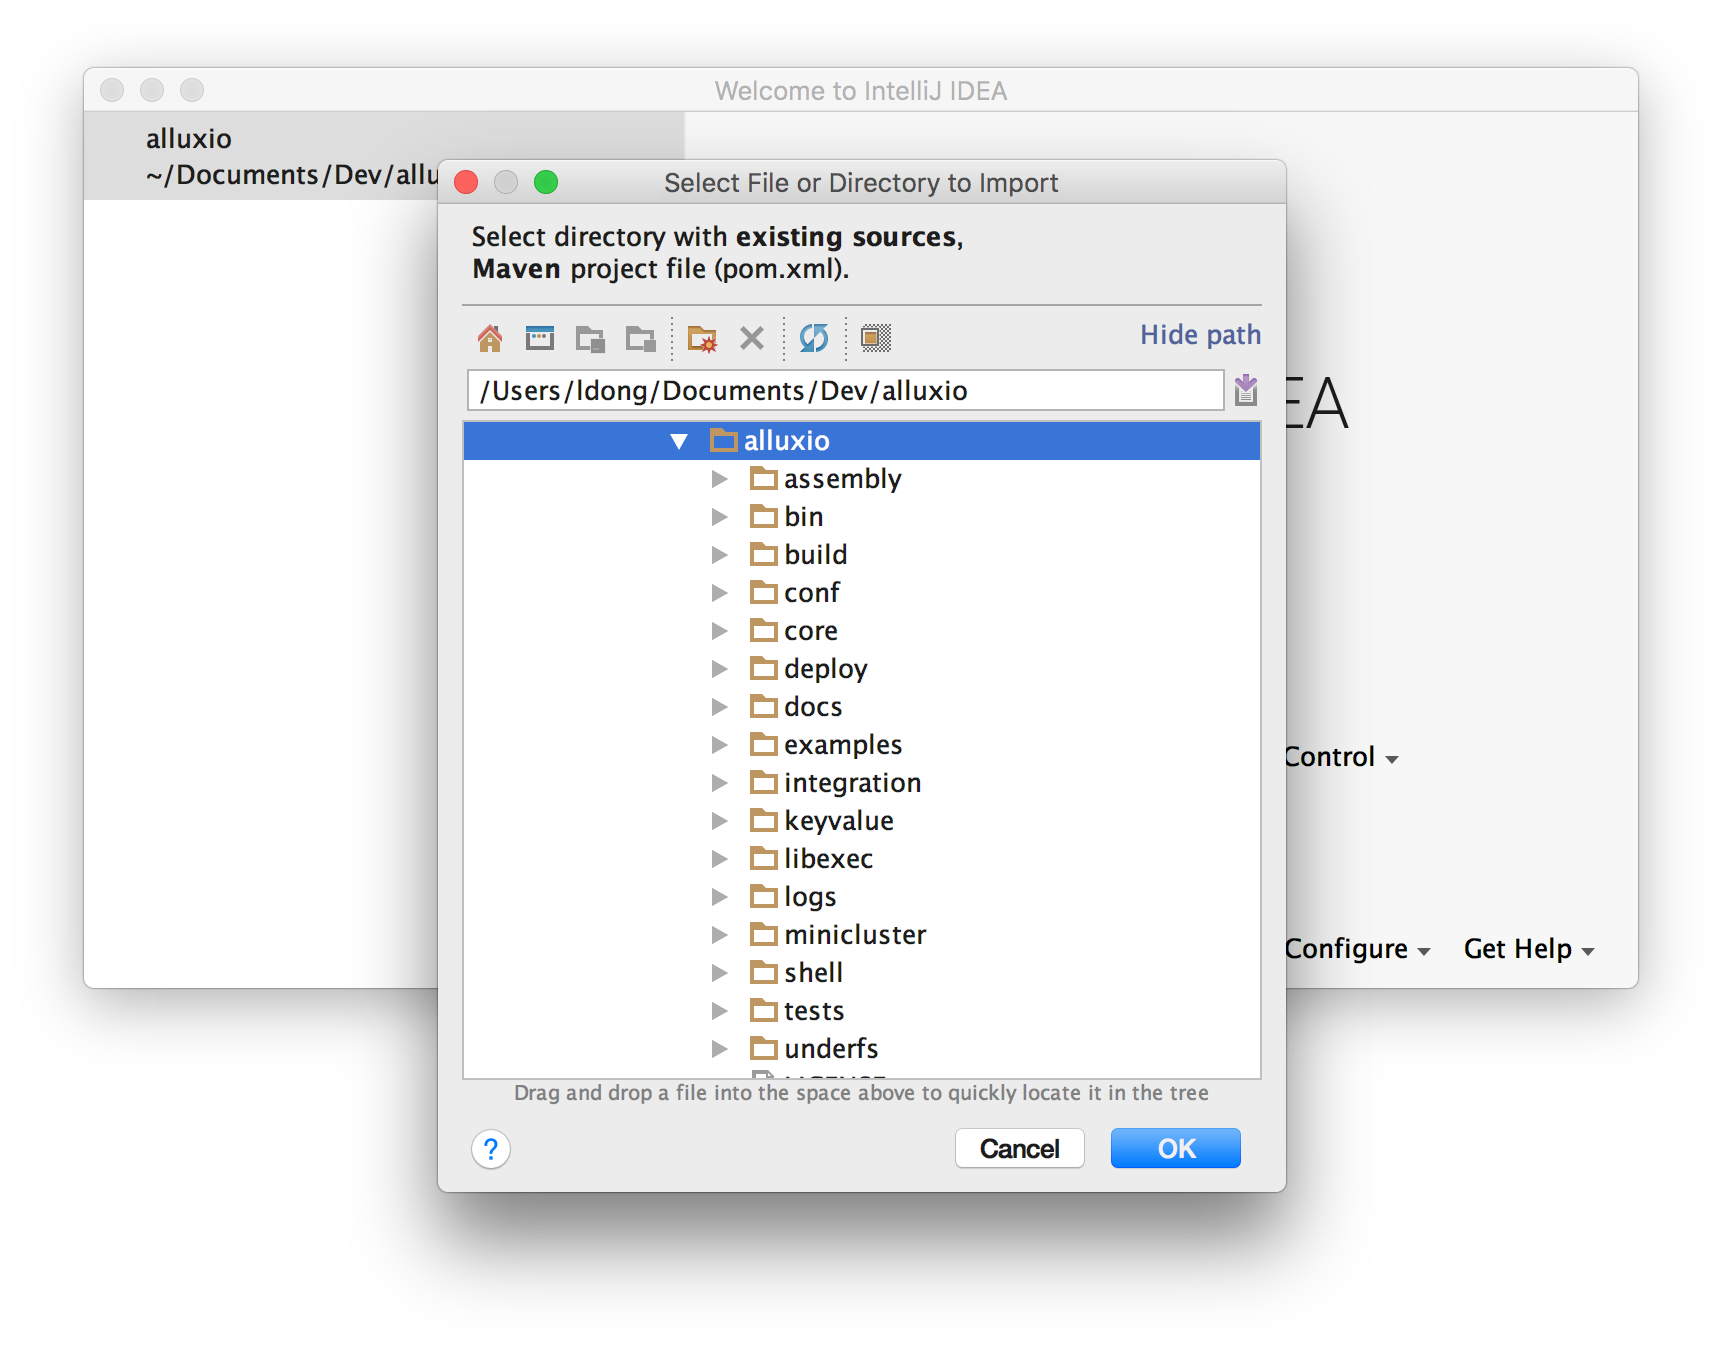 Welcome to IntelliJ IDEA
alluxio
~/Documents/Dev/allu
Select File or Directory to Import
Select directory with existing sources,
Maven project file (pom.xml).
Hide path
/Users/ldong/Documents/Dev/alluxio
EA
alluxio
assembly
bin
build
conf
core
deploy
docs
examples
integration
keyvalue
libexec
logs
minicluster
shell
tests
underfs
Control
Configure
Get Help
Drag and drop a file into the space above to quickly locate it in the tree
?
Cancel
OK